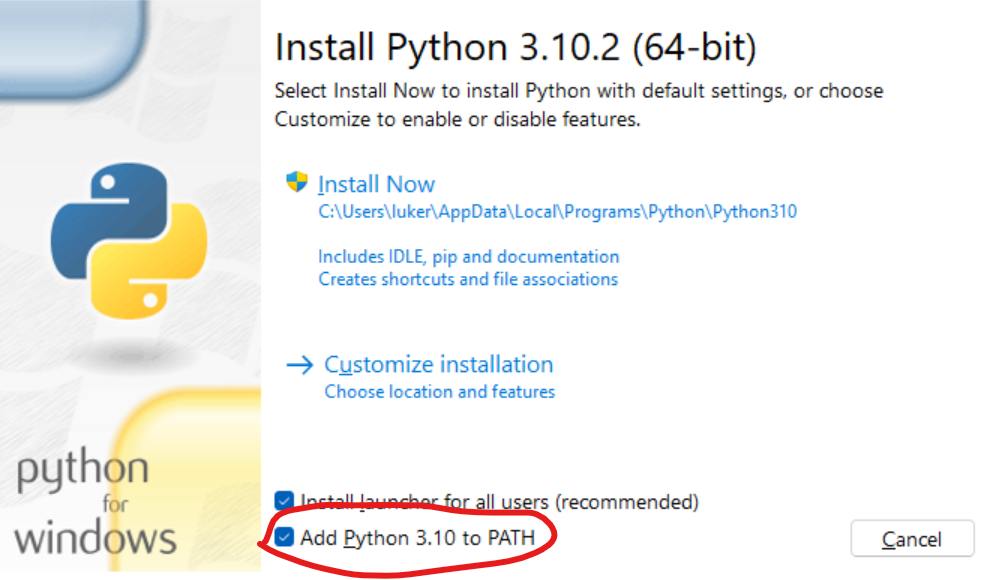 Install Python 3.10.2 (64-bit)
Select Install Now to install Python with default settings, or choose
Customize to enable or disable features.
Install Now
C:\Users\luker\AppData\Local\Programs\Python\Python310
Includes IDLE, pip and documentation
Creates shortcuts and file associations
Customize installation
Choose location and features
python
for
windows
Install launcher for all users (recommended)
Add Python 3.10 to PATH
Cancel